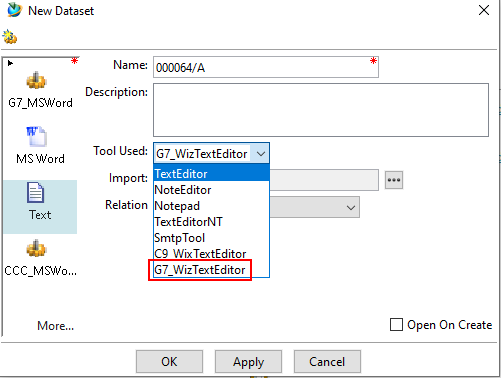 New Dataset
Name: 000064/A
Description:
G7_MSWord
Tool Used: G7_WizTextEditor
MS Word
Import: TextEditor
NoteEditor
Relation Notepad
TextEditorNT
Text
SmtpTool
C9_WixTextEditor
G7_WizTextEditor
CCC_MSWo...
More...
Open On Create
OK Apply Cancel